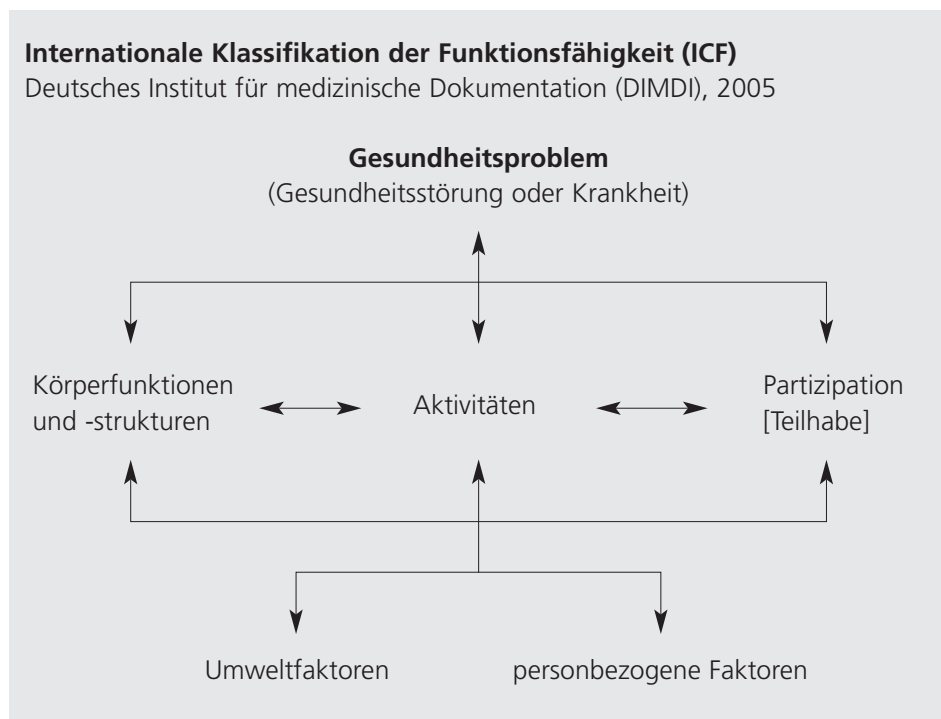 Internationale Klassifikation der Funktionsfähigkeit (ICF)
Deutsches Institut für medizinische Dokumentation (DIMDI), 2005
Gesundheitsproblem
(Gesundheitsstörung oder Krankheit)
Körperfunktionen
und -strukturen
Aktivitäten
Partizipation
[Teilhabe]
Umweltfaktoren
personbezogene Faktoren